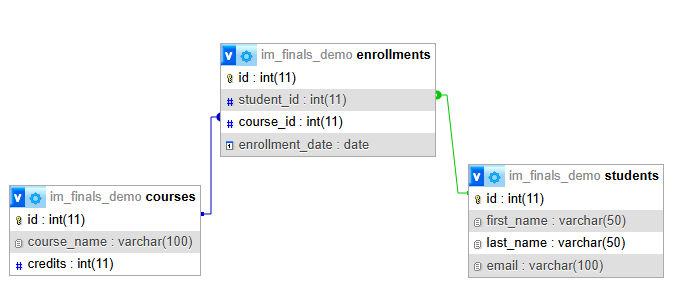 im_finals_demo enrollments
id : int(11)
student_id : int(11)
course_id : int(11)
enrollment_date : date
im_finals_demo courses
id : int(11)
course_name : varchar(100)
credits : int(11)
im_finals_demo students
id : int(11)
first_name : varchar(50)
last_name : varchar(50)
email : varchar(100)